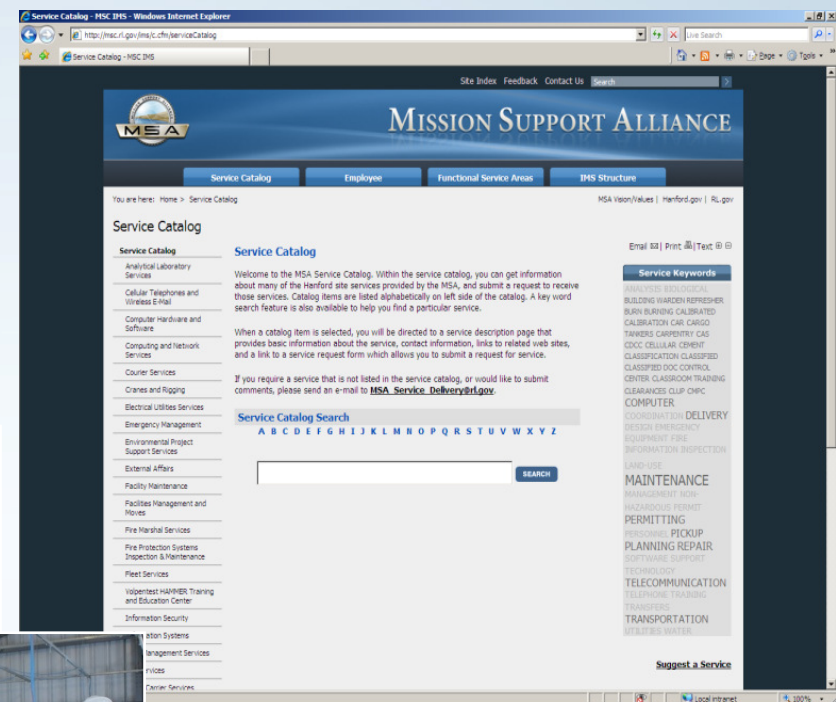 Service Catalog - MSC IMS - Windows Internet Explorer
http://msc.rl.gov/ims/c.cfm/serviceCatalog
Live Search
Service Catalog - MSC IMS
Page
Tools
Site Index Feedback Contact Us Search
MSA
MISSION SUPPORT ALLIANCE
Service Catalog Employee Functional Service Areas IMS Structure
You are here: Home > Service Catalog
MSA Vision/Values | Hanford.gov | RL.gov
Service Catalog
Email | Print | Text
Service Catalog
Analytical Laboratory
Services
Cellular Telephones and
Wireless E-Mail
Computer Hardware and
Software
Computing and Network
Services
Courier Services
Cranes and Rigging
Electrical Utilities Services
Emergency Management
Environmental Project
Support Services
External Affairs
Facility Maintenance
Facilities Management and
Moves
Fire Marshal Services
Fire Protection Systems
Inspection & Maintenance
Fleet Services
Volpentest HAMMER Training
and Education Center
Information Security
ation Systems
anagement Services
rvices
Carrier Services
Service Catalog
Welcome to the MSA Service Catalog. Within the service catalog, you can get information
about many of the Hanford site services provided by the MSA, and submit a request to receive
those services. Catalog items are listed alphabetically on left side of the catalog. A key word
search feature is also available to help you find a particular service.
When a catalog item is selected, you will be directed to a service description page that
provides basic information about the service, contact information, links to related web sites,
and a link to a service request form which allows you to submit a request for service.
If you require a service that is not listed in the service catalog, or would like to submit
comments, please send an e-mail to MSA_Service_Delivery@rl.gov.
Service Catalog Search
A B C D E F G H I J K L M N O P Q R S T U V W X Y Z
SEARCH
Service Keywords
ANALYSIS BIOLOGICAL
BUILDING WARDEN REFRESHER
BURN BURNING CALIBRATED
CALIBRATION CAR CARGO
TANKERS CARPENTRY CAS
CDCC CELLULAR CEMENT
CLASSIFICATION CLASSIFIED
CLASSIFIED DOC CONTROL
CENTER CLASSROOM TRAINING
CLEARANCES CLUP CMPC
COMPUTER
COORDINATION DELIVERY
DESIGN EMERGENCY
EQUIPMENT FIRE
INFORMATION INSPECTION
LAND-USE
MAINTENANCE
MANAGEMENT NON-
HAZARDOUS PERMIT
PERMITTING
PERSONNEL PICKUP
PLANNING REPAIR
SOFTWARE SUPPORT
TECHNOLOGY
TELECOMMUNICATION
TELEPHONE TRAINING
TRANSFERS
TRANSPORTATION
UTILITIES WATER
Suggest a Service
Local intranet
100%